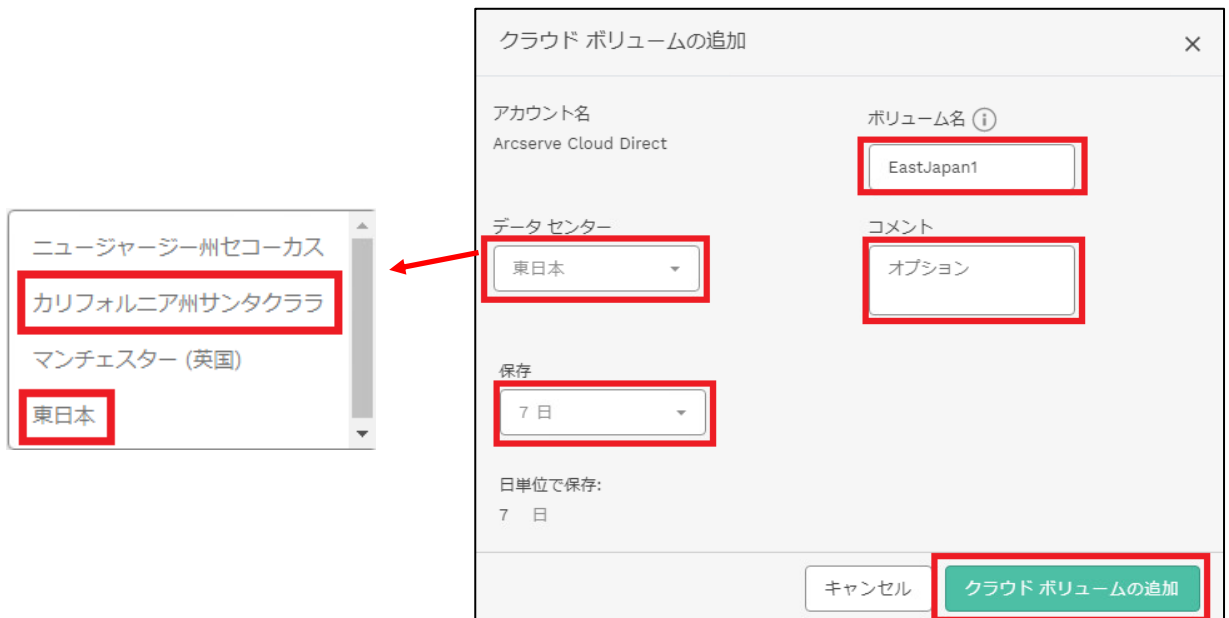 クラウド ボリュームの追加
アカウント名
Arcserve Cloud Direct
ボリューム名
EastJapan1
データ センター
東日本
コメント
オプション
保存
7 日
日単位で保存:
7 日
キャンセル
クラウド ボリュームの追加
ニュージャージー州セコーカス
カリフォルニア州サンタクララ
マンチェスター (英国)
東日本